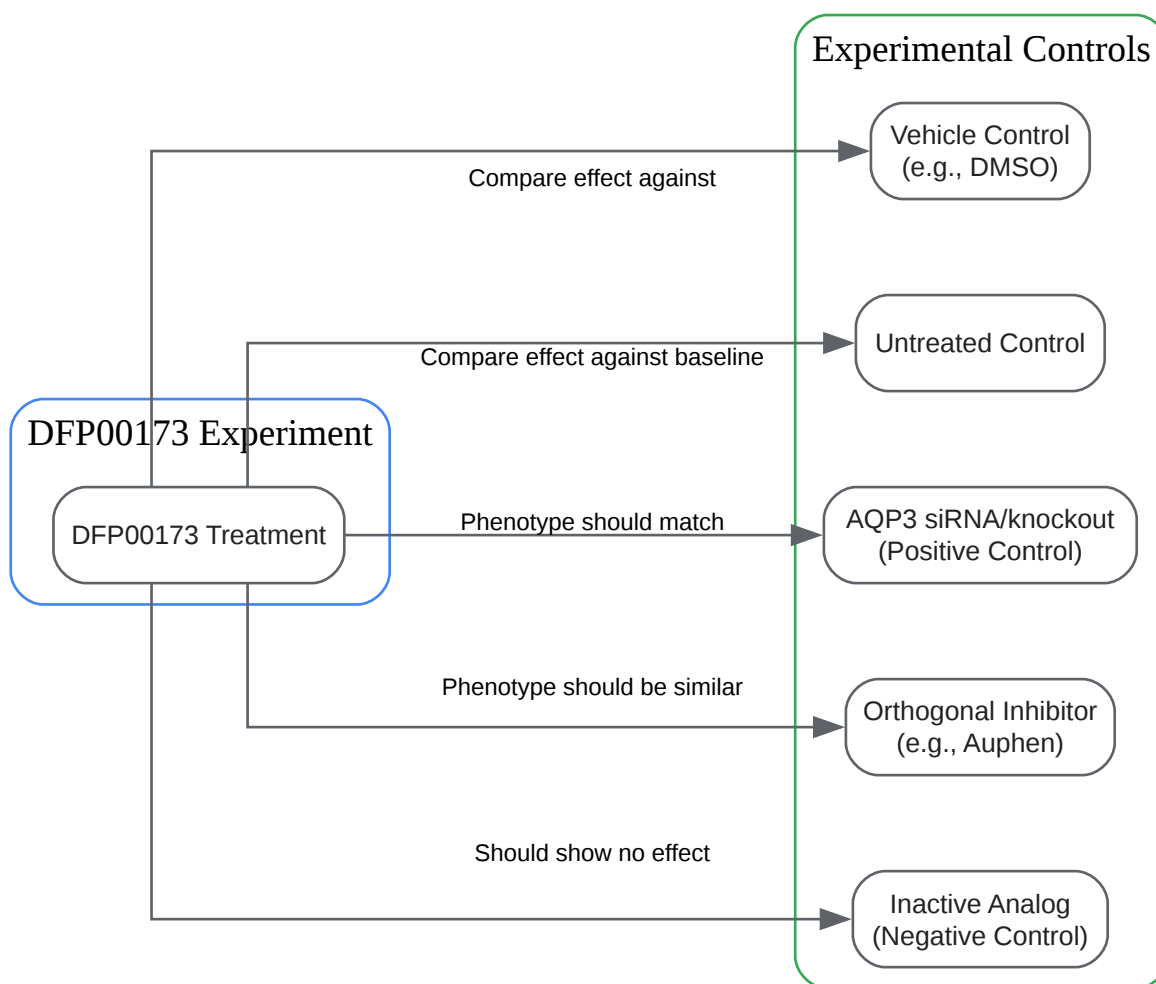 Experimental Controls
Vehicle Control
(e.g., DMSO)
Compare effect against
Untreated Control
Compare effect against baseline
DFP00173 Experiment
DFP00173 Treatment
Phenotype should match
AQP3 siRNA/knockout
(Positive Control)
Phenotype should be similar
Orthogonal Inhibitor
(e.g., Auphen)
Should show no effect
Inactive Analog
(Negative Control)